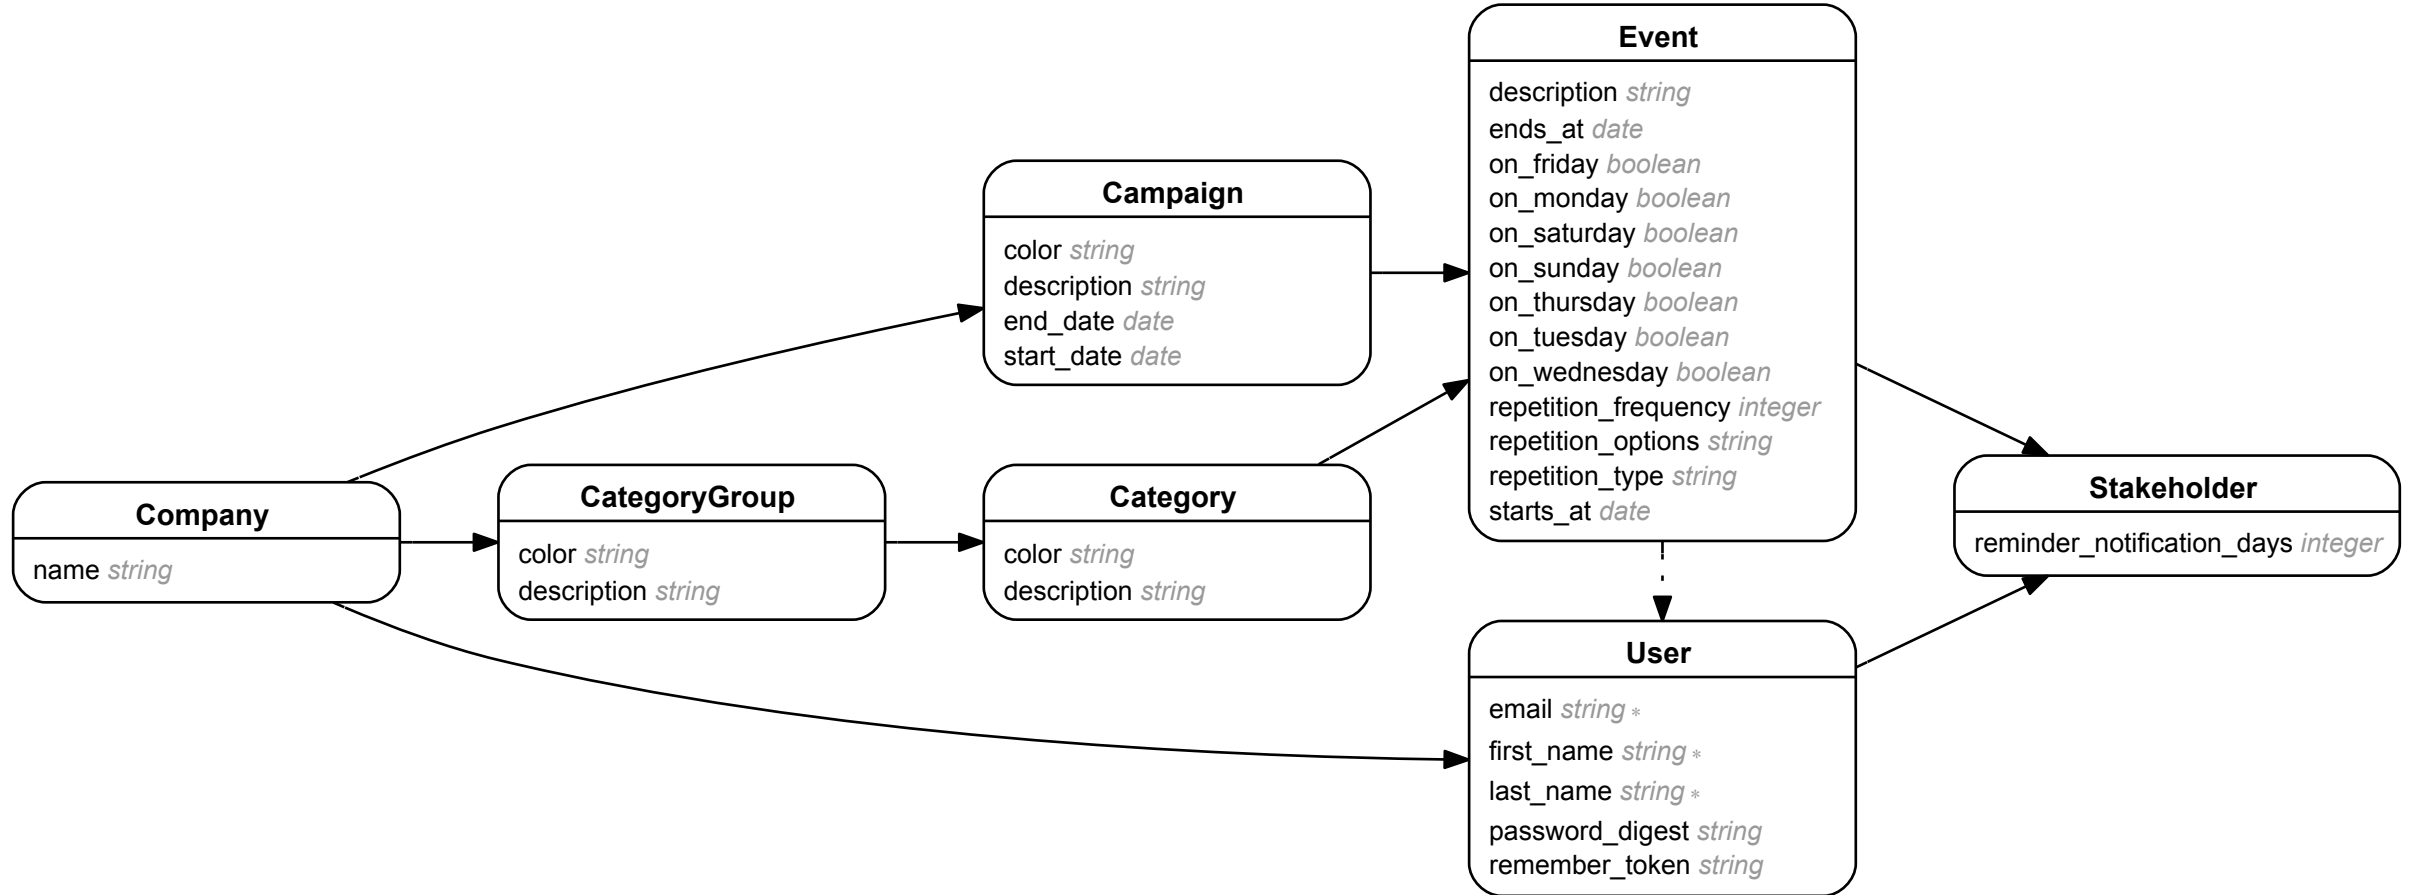 Event
description string
ends_at date
on_friday boolean
on_monday boolean
on_saturday boolean
on_sunday boolean
on_thursday boolean
on_tuesday boolean
on_wednesday boolean
repetition_frequency integer
repetition_options string
repetition_type string
starts_at date
Campaign
color string
description string
end_date date
start_date date
Company
name string
CategoryGroup
color string
description string
Category
color string
description string
Stakeholder
reminder_notification_days integer
User
email string *
first_name string *
last_name string *
password_digest string
remember_token string